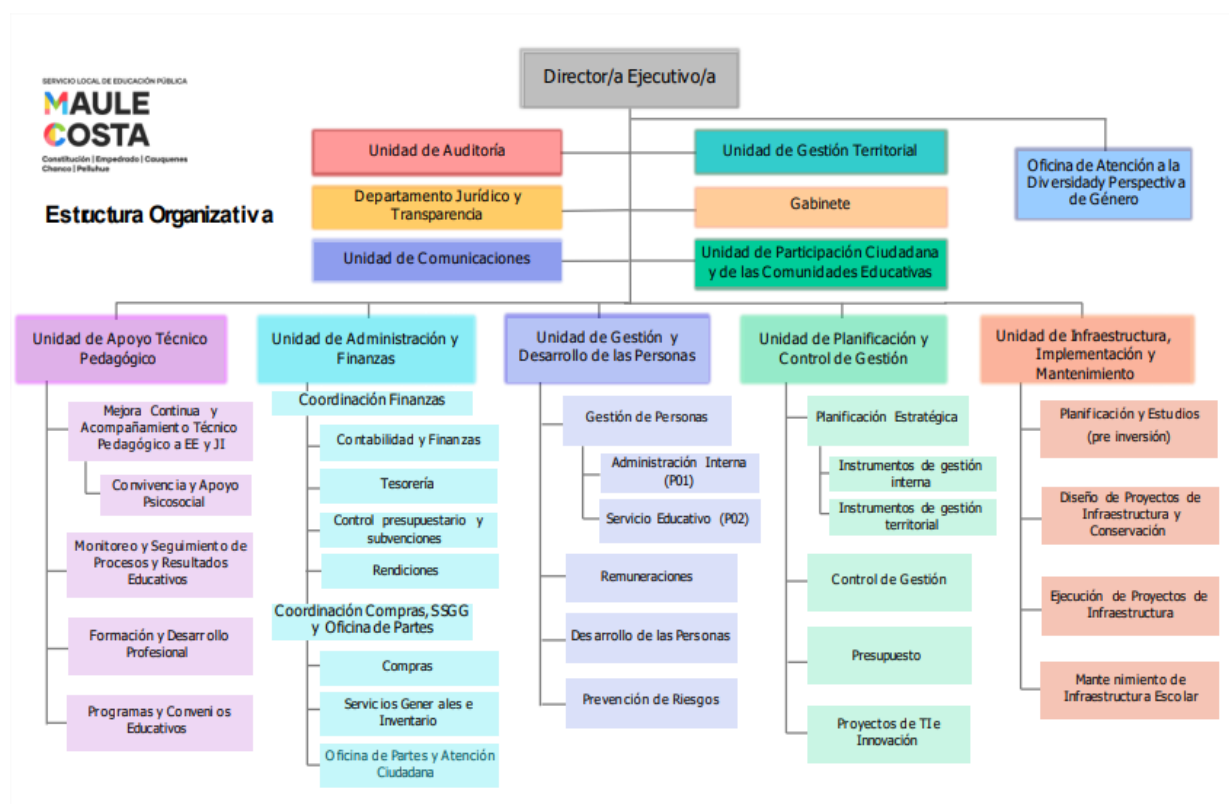 SERVICIO LOCAL DE EDUCACIÓN PÚBLICA
MAULE
COSTA
Constitución | Empedrado | Cauquenes
Chanco | Pelluhue
Estructura Organizativa
Director/a Ejecutivo/a
Unidad de Auditoría
Unidad de Gestión Territorial
Departamento Jurídico y
Transparencia
Gabinete
Unidad de Comunicaciones
Unidad de Participación Ciudadana
y de las Comunidades Educativas
Oficina de Atención a la
Diversidady Perspectiva
de Género
Unidad de Apoyo Técnico
Pedagógico
Mejora Continua y
Acompañamiento Técnico
Pedagógico a EE y JI
Convivencia y Apoyo
Psicosocial
Monitoreo y Seguimiento de
Procesos y Resultados
Educativos
Formación y Desarrollo
Profesional
Programas y Convenios
Educativos
Unidad de Administración y
Finanzas
Coordinación Finanzas
Contabilidad y Finanzas
Tesorería
Control presupuestario y
subvenciones
Rendiciones
Coordinación Compras, SSGG
y Oficina de Partes
Compras
Servicios Generales e
Inventario
Oficina de Partes y Atención
Ciudadana
Unidad de Gestión y
Desarrollo de las Personas
Gestión de Personas
Administración Interna
(P01)
Servicio Educativo (P02)
Remuneraciones
Desarrollo de las Personas
Prevención de Riesgos
Unidad de Planificación y
Control de Gestión
Planificación Estratégica
Instrumentos de gestión
interna
Instrumentos de gestión
territorial
Control de Gestión
Presupuesto
Proyectos de TI e
Innovación
Unidad de Infraestructura,
Implementación y
Mantenimiento
Planificación y Estudios
(pre inversión)
Diseño de Proyectos de
Infraestructura y
Conservación
Ejecución de Proyectos de
Infraestructura
Mantenimiento de
Infraestructura Escolar